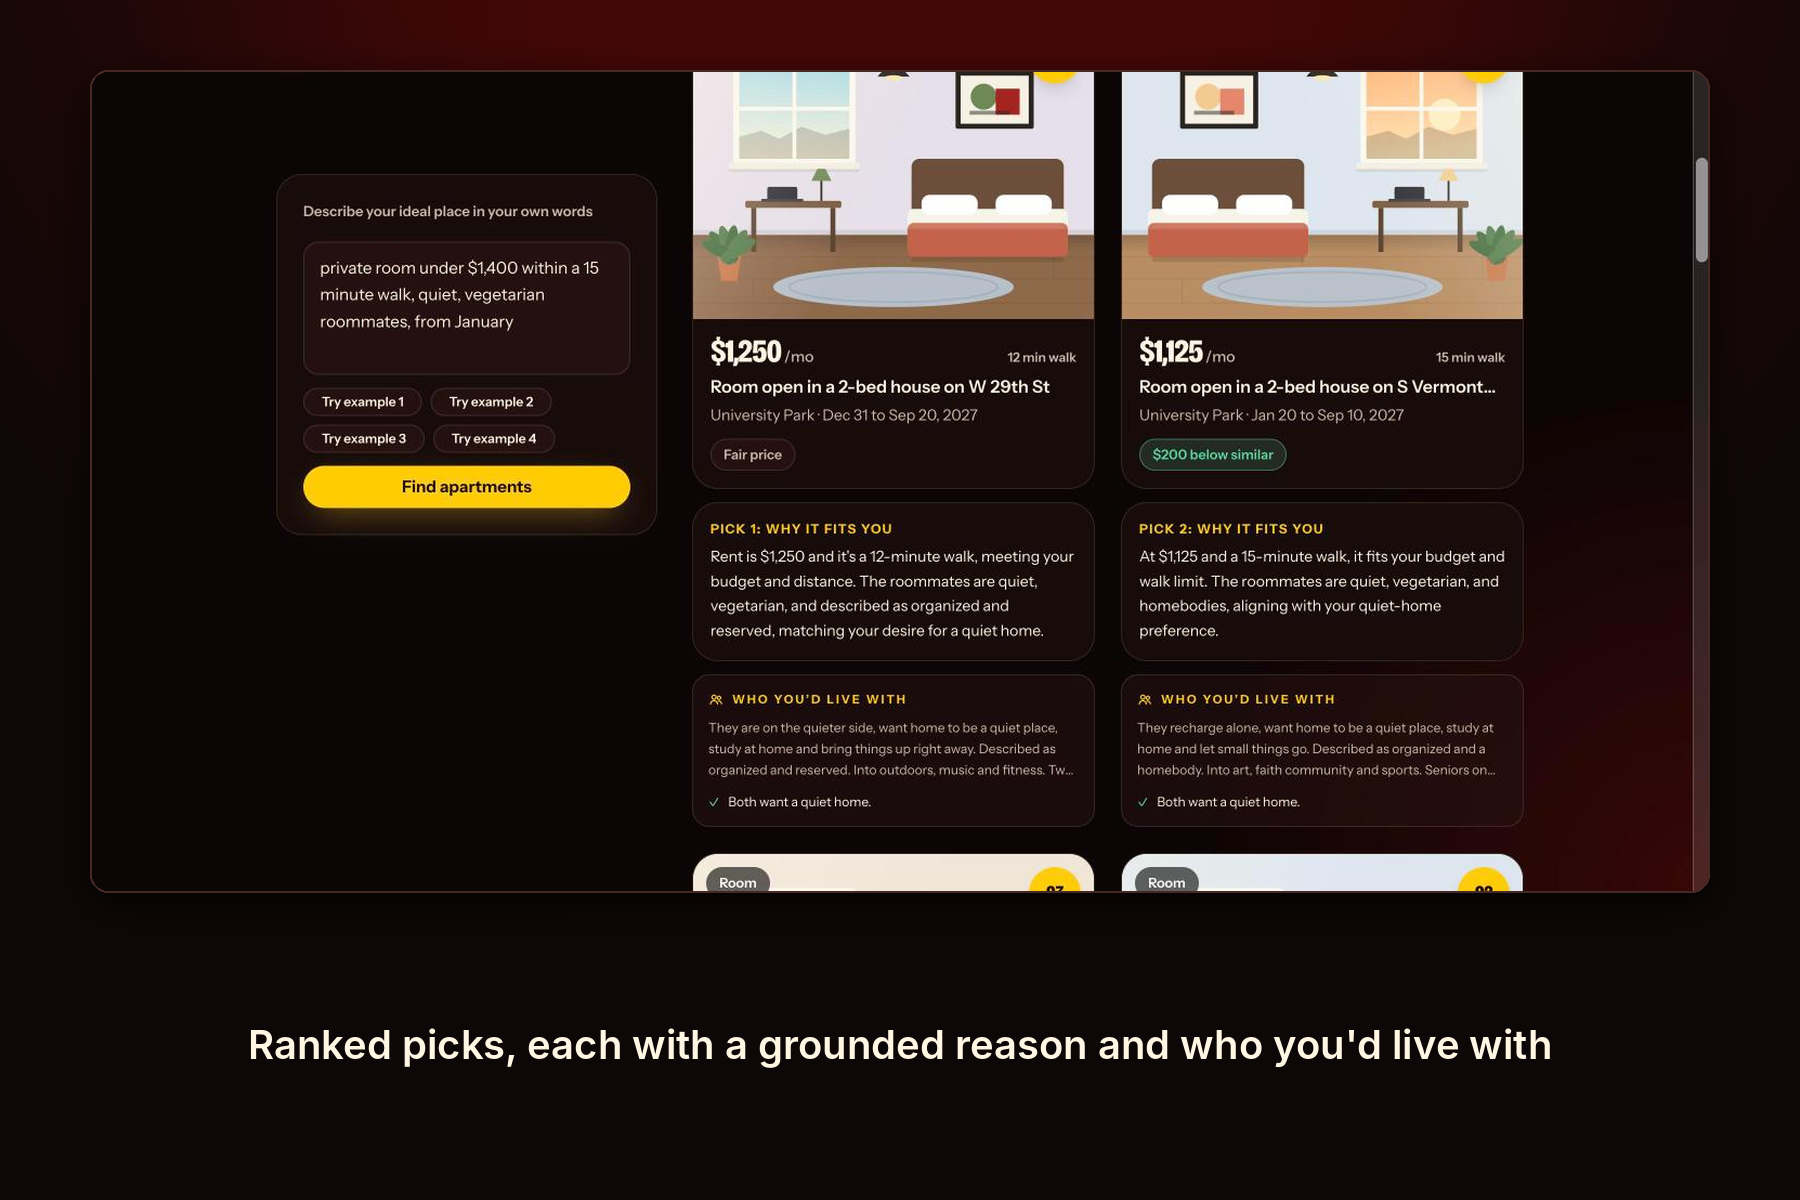 Describe your ideal place in your own words
private room under $1,400 within a 15
minute walk, quiet, vegetarian
roommates, from January
Try example 1
Try example 2
Try example 3
Try example 4
Find apartments
$1,250 /mo
12 min walk
Room open in a 2-bed house on W 29th St
University Park · Dec 31 to Sep 20, 2027
Fair price
PICK 1: WHY IT FITS YOU
Rent is $1,250 and it's a 12-minute walk, meeting your
budget and distance. The roommates are quiet,
vegetarian, and described as organized and
reserved, matching your desire for a quiet home.
WHO YOU'D LIVE WITH
They are on the quieter side, want home to be a quiet place,
study at home and bring things up right away. Described as
organized and reserved. Into outdoors, music and fitness. Tw...
Both want a quiet home.
$1,125 /mo
15 min walk
Room open in a 2-bed house on S Vermont...
University Park · Jan 20 to Sep 10, 2027
$200 below similar
PICK 2: WHY IT FITS YOU
At $1,125 and a 15-minute walk, it fits your budget and
walk limit. The roommates are quiet, vegetarian, and
homebodies, aligning with your quiet-home
preference.
WHO YOU'D LIVE WITH
They recharge alone, want home to be a quiet place, study at
home and let small things go. Described as organized and a
homebody. Into art, faith community and sports. Seniors on...
Both want a quiet home.
Room
Room
Ranked picks, each with a grounded reason and who you'd live with